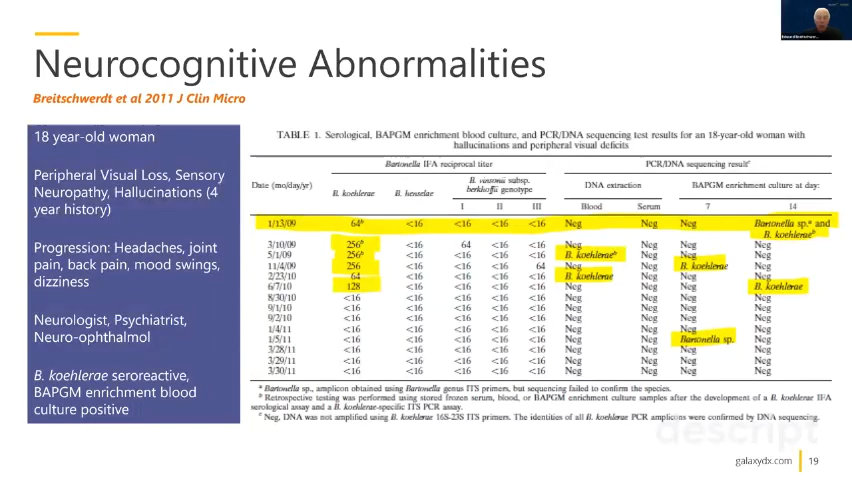 Neurocognitive Abnormalities
Breitschwerdt et al 2011 J Clin Micro
18 year-old woman
Peripheral Visual Loss, Sensory
Neuropathy, Hallucinations (4
year history)
Progression: Headaches, joint
pain, back pain, mood swings,
dizziness
Neurologist, Psychiatrist,
Neuro-ophthalmol
B. koehlerae seroreactive,
BAPGM enrichment blood
culture positive
TABLE 1. Serological, BAPGM enrichment blood culture, and PCR/DNA sequencing test results for an 18-year-old woman with
hallucinations and peripheral visual deficits
Bartonella IFA reciprocal titer PCR/DNA sequencing result c
Date (mo/day/yr) B. koehlerae B. henselae B. vinsonii subsp. berkhoffii genotype DNA extraction BAPGM enrichment culture at day:
I II III Blood Serum 7 14
1/13/09 64b <16 <16 <16 <16 Neg Neg Neg Bartonella sp.a and
B. koehleraeb
3/10/09 256b <16 64 <16 <16 Neg Neg Neg Neg
5/1/09 256b <16 <16 <16 <16 B. koehleraeb Neg Neg Neg
11/4/09 256 <16 <16 <16 64 Neg Neg B. koehlerae Neg
2/23/10 64 <16 <16 <16 <16 B. koehlerae Neg Neg Neg
6/7/10 128 <16 <16 <16 <16 Neg Neg Neg B. koehlerae
8/30/10 <16 <16 <16 <16 <16 Neg Neg Neg Neg
9/1/10 <16 <16 <16 <16 <16 Neg Neg Neg Neg
9/2/10 <16 <16 <16 <16 <16 Neg Neg Neg Neg
1/4/11 <16 <16 <16 <16 <16 Neg Neg Neg Neg
1/5/11 <16 <16 <16 <16 <16 Neg Neg Bartonella sp. Neg
3/28/11 <16 <16 <16 <16 <16 Neg Neg Neg Neg
3/29/11 <16 <16 <16 <16 <16 Neg Neg Neg Neg
3/30/11 <16 <16 <16 <16 <16 Neg Neg Neg Neg
a Bartonella sp., amplicon obtained using Bartonella genus ITS primers, but sequencing failed to confirm the species.
b Retrospective testing was performed using stored frozen serum, blood, or BAPGM enrichment culture samples after the development of a B. koehlerae IFA
serological assay and a B. koehlerae-specific ITS PCR assay.
c Neg, DNA was not amplified using B. koehlerae 16S-23S ITS primers. The identities of all B. koehlerae PCR amplicons were confirmed by DNA sequencing.
descript
galaxydx.com 19